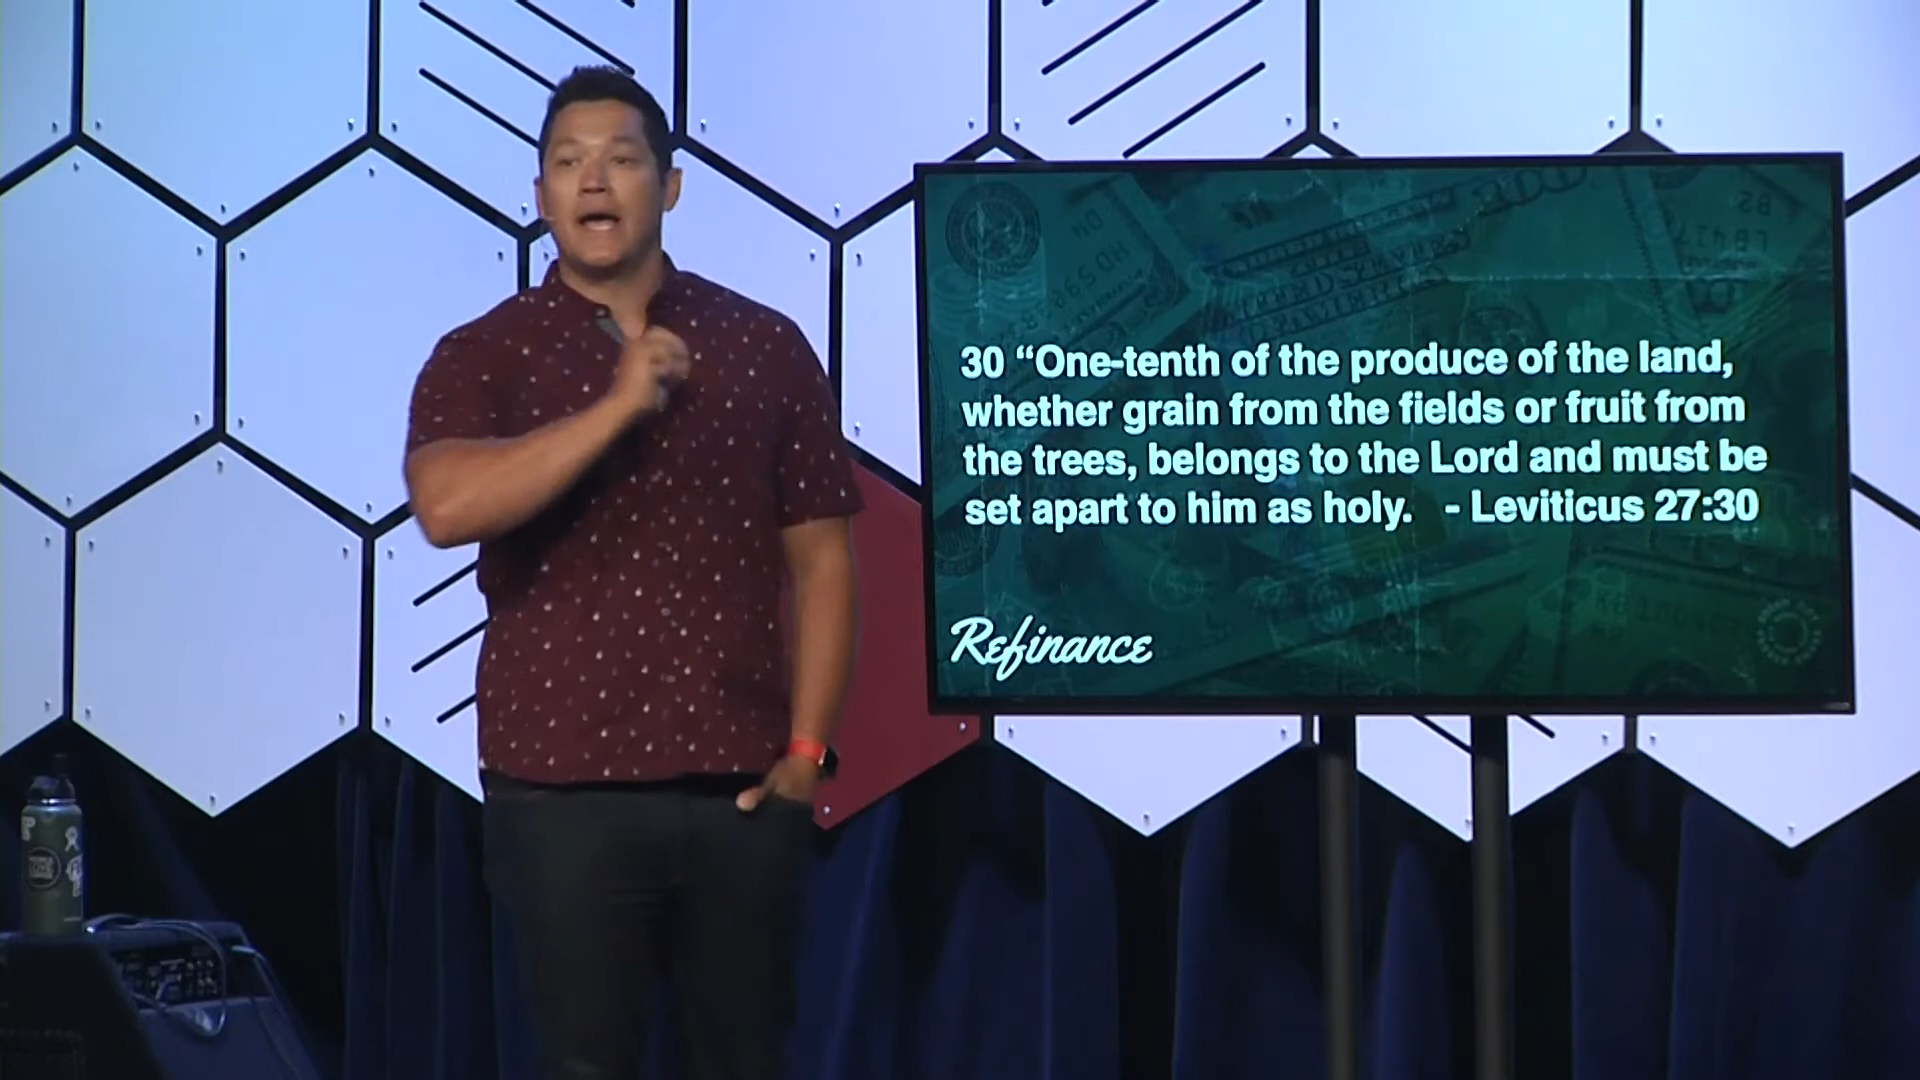 30 “One-tenth of the produce of the land,
whether grain from the fields or fruit from
the trees, belongs to the Lord and must be
set apart to him as holy.   - Leviticus 27:30
Refinance